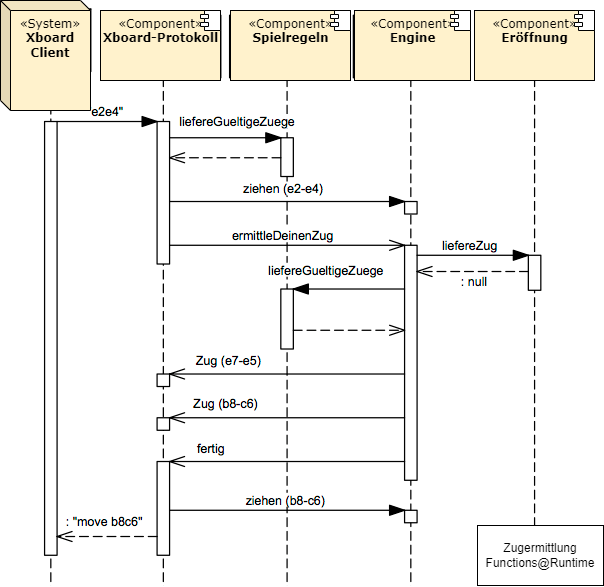 «System»
Xboard
Client
«Component»
Xboard-Protokoll
«Component»
Spielregeln
«Component»
Engine
«Component»
Eröffnung
e2e4"
liefereGueltigeZuege
ziehen (e2-e4)
ermittleDeinenZug
liefereZug
liefereGueltigeZuege
: null
Zug (e7-e5)
Zug (b8-c6)
fertig
ziehen (b8-c6)
: "move b8c6"
Zugermittlung
Functions@Runtime